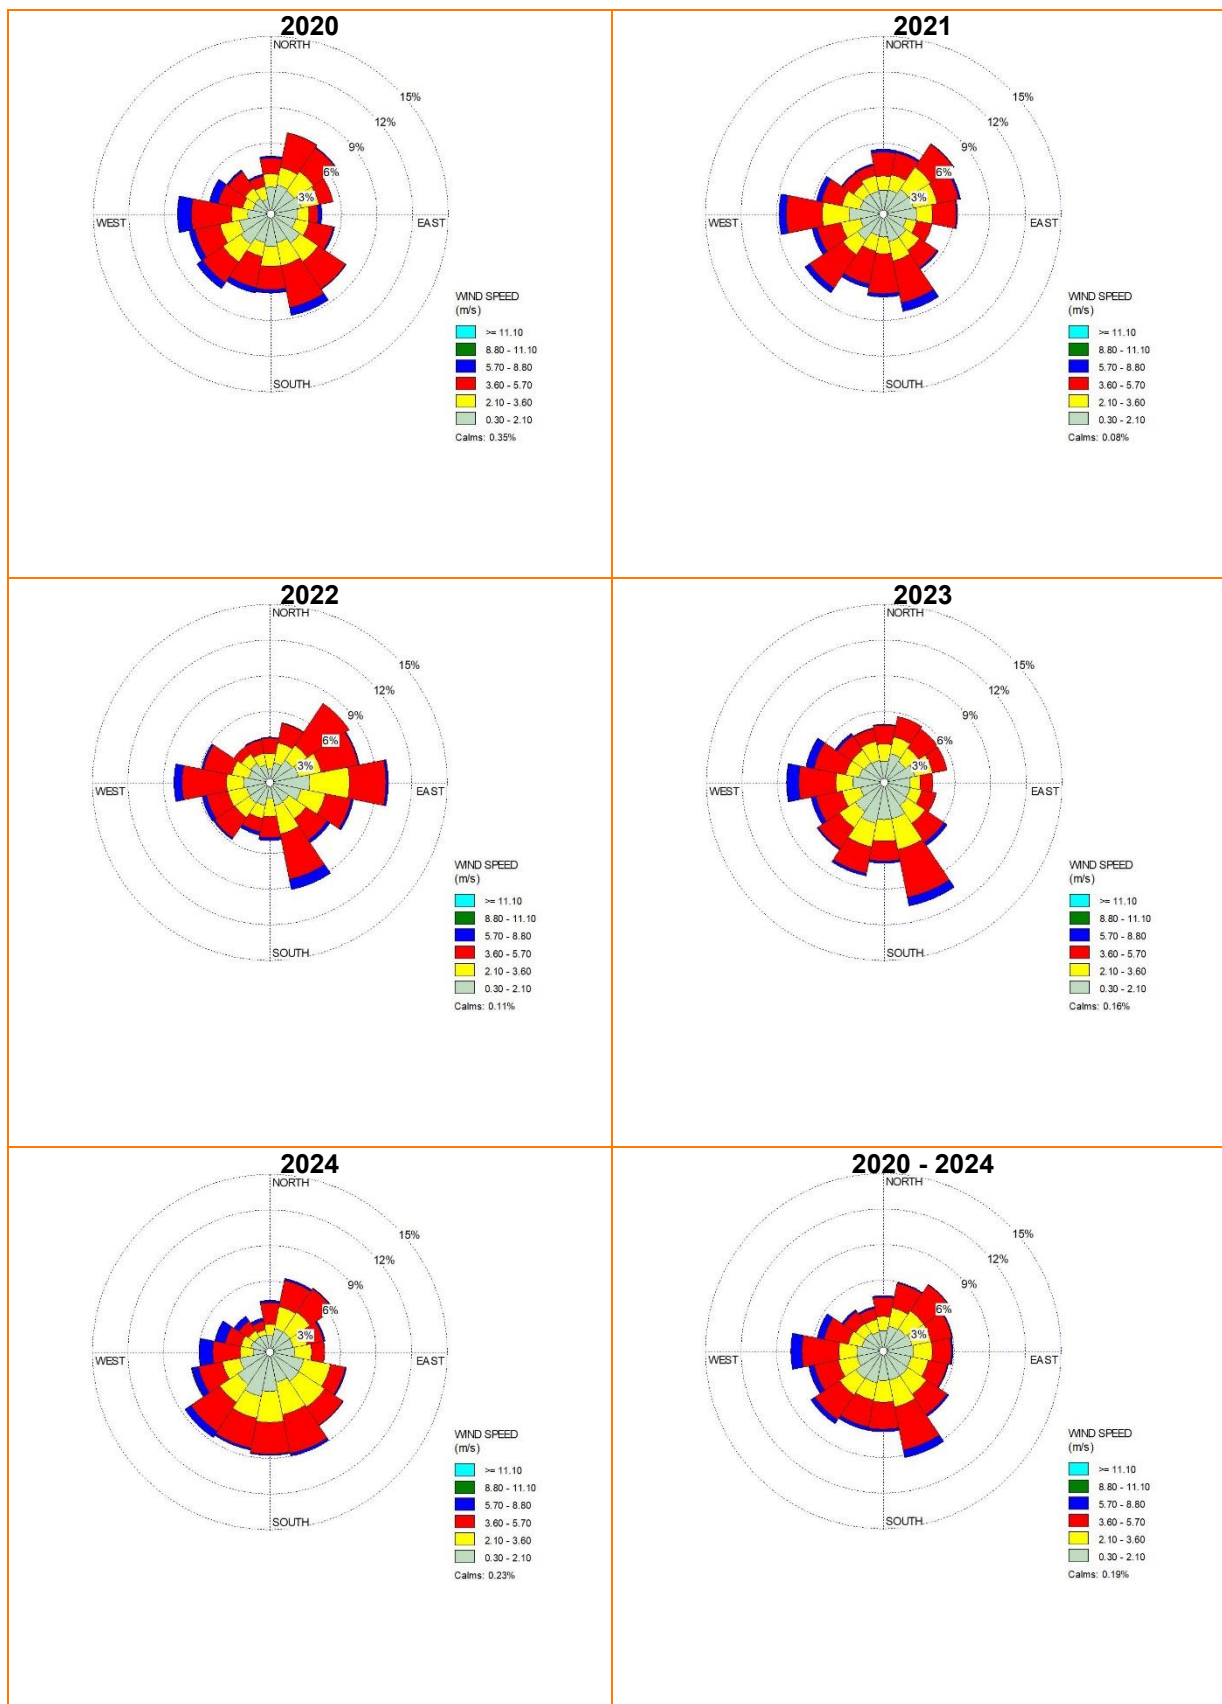 2020
NORTH
15%
12%
9%
6%
3%
WEST
EAST
SOUTH
WIND SPEED
(m/s)
>= 11.10
8.80 - 11.10
5.70 - 8.80
3.60 - 5.70
2.10 - 3.60
0.30 - 2.10
Calms: 0.35%
2021
NORTH
15%
12%
9%
6%
3%
WEST
EAST
SOUTH
WIND SPEED
(m/s)
>= 11.10
8.80 - 11.10
5.70 - 8.80
3.60 - 5.70
2.10 - 3.60
0.30 - 2.10
Calms: 0.08%
2022
NORTH
15%
12%
9%
6%
3%
WEST
EAST
SOUTH
WIND SPEED
(m/s)
>= 11.10
8.80 - 11.10
5.70 - 8.80
3.60 - 5.70
2.10 - 3.60
0.30 - 2.10
Calms: 0.11%
2023
NORTH
15%
12%
9%
6%
3%
WEST
EAST
SOUTH
WIND SPEED
(m/s)
>= 11.10
8.80 - 11.10
5.70 - 8.80
3.60 - 5.70
2.10 - 3.60
0.30 - 2.10
Calms: 0.16%
2024
NORTH
15%
12%
9%
6%
3%
WEST
EAST
SOUTH
WIND SPEED
(m/s)
>= 11.10
8.80 - 11.10
5.70 - 8.80
3.60 - 5.70
2.10 - 3.60
0.30 - 2.10
Calms: 0.23%
2020 - 2024
NORTH
15%
12%
9%
6%
3%
WEST
EAST
SOUTH
WIND SPEED
(m/s)
>= 11.10
8.80 - 11.10
5.70 - 8.80
3.60 - 5.70
2.10 - 3.60
0.30 - 2.10
Calms: 0.19%